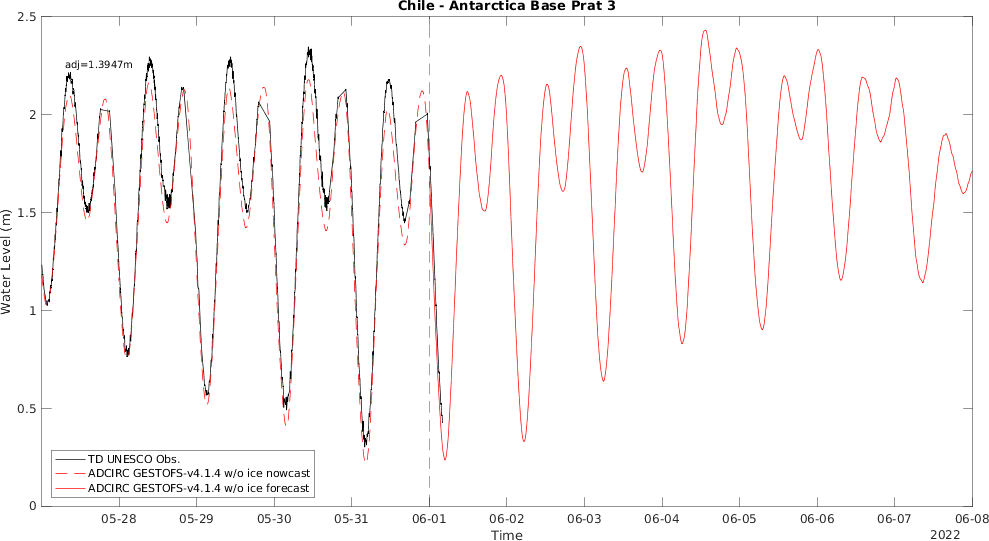 Chile - Antarctica Base Prat 3
adj=1.3947m
Water Level (m)
2.5
2
1.5
1
0.5
0
TD UNESCO Obs.
ADCIRC GESTOFS-v4.1.4 w/o ice nowcast
ADCIRC GESTOFS-v4.1.4 w/o ice forecast
05-28 05-29 05-30 05-31 06-01 06-02 06-03 06-04 06-05 06-06 06-07 06-08
Time
2022